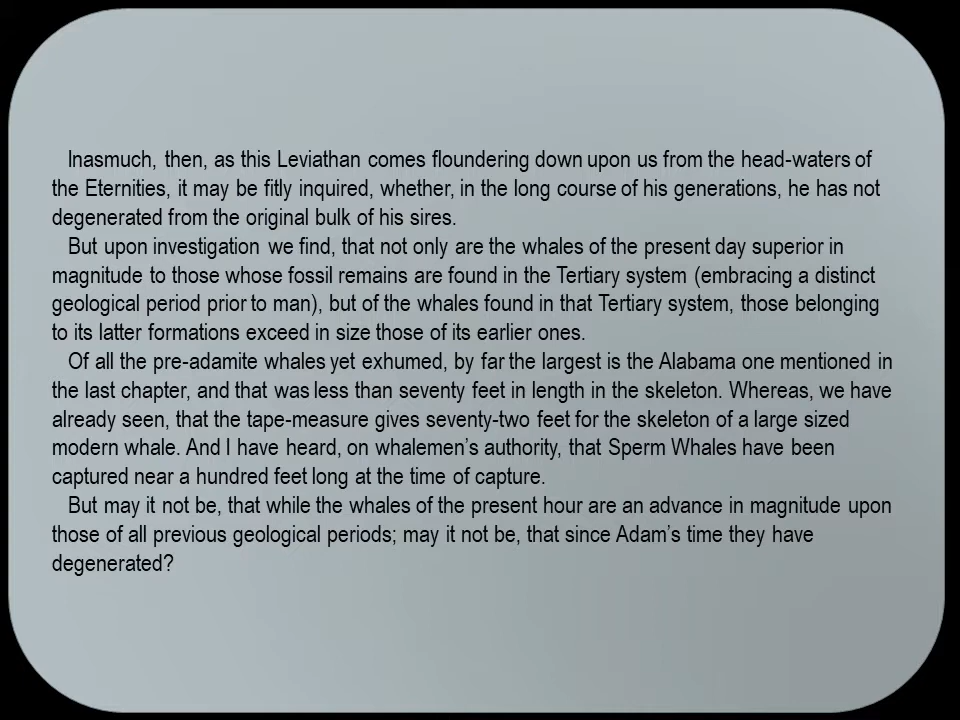 Inasmuch, then, as this Leviathan comes floundering down upon us from the head-waters of
the Eternities, it may be fitly inquired, whether, in the long course of his generations, he has not
degenerated from the original bulk of his sires.
But upon investigation we find, that not only are the whales of the present day superior in
magnitude to those whose fossil remains are found in the Tertiary system (embracing a distinct
geological period prior to man), but of the whales found in that Tertiary system, those belonging
to its latter formations exceed in size those of its earlier ones.
Of all the pre-adamite whales yet exhumed, by far the largest is the Alabama one mentioned in
the last chapter, and that was less than seventy feet in length in the skeleton. Whereas, we have
already seen, that the tape-measure gives seventy-two feet for the skeleton of a large sized
modern whale. And I have heard, on whalemen’s authority, that Sperm Whales have been
captured near a hundred feet long at the time of capture.
But may it not be, that while the whales of the present hour are an advance in magnitude upon
those of all previous geological periods; may it not be, that since Adam’s time they have
degenerated?